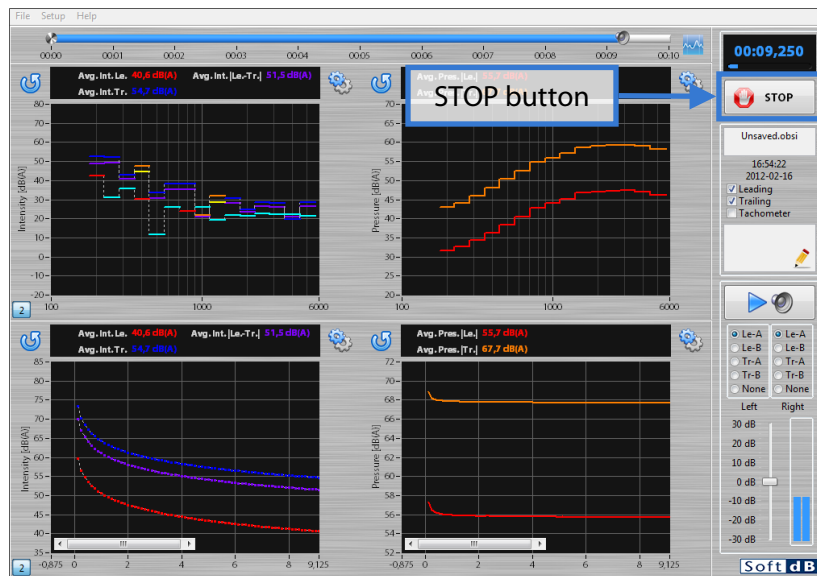 File Setup Help
00:00 00:01 00:02 00:03 00:04 00:05 00:06 00:07 00:08 00:09 00:10
00:09,250
STOP
STOP button
Avg.Int.Le. 40,6 dB(A) Avg.Int.|Le.-Tr.| 51,5 dB(A)
Avg.Int.Tr. 54,7 dB(A)
Intensity [dB(A)]
80
70
60
50
40
30
20
10
0
-10
-20
100 1000 6000
2
Avg.Pres.|Le.|
Pressure [dB(A)]
70
65
60
55
50
45
40
35
30
25
20
100 1000 6000
Unsaved.obsi
16:54:22
2012-02-16
Leading
Trailing
Tachometer
Avg.Int.Le. 40,6 dB(A) Avg.Int.|Le.-Tr.| 51,5 dB(A)
Avg.Int.Tr. 54,7 dB(A)
Intensity [dB(A)]
85
80
75
70
65
60
55
50
45
40
35
-0,875 0 2 4 6 8 9,125
2
Avg.Pres.|Le.| 55,7 dB(A)
Avg.Pres.|Tr.| 67,7 dB(A)
Pressure [dB(A)]
72
70
68
66
64
62
60
58
56
54
52
-0,875 0 2 4 6 8 9,125
Le-A Le-A
Le-B Le-B
Tr-A Tr-A
Tr-B Tr-B
None None
Left Right
30 dB
20 dB
10 dB
0 dB
-10 dB
-20 dB
-30 dB
Soft dB